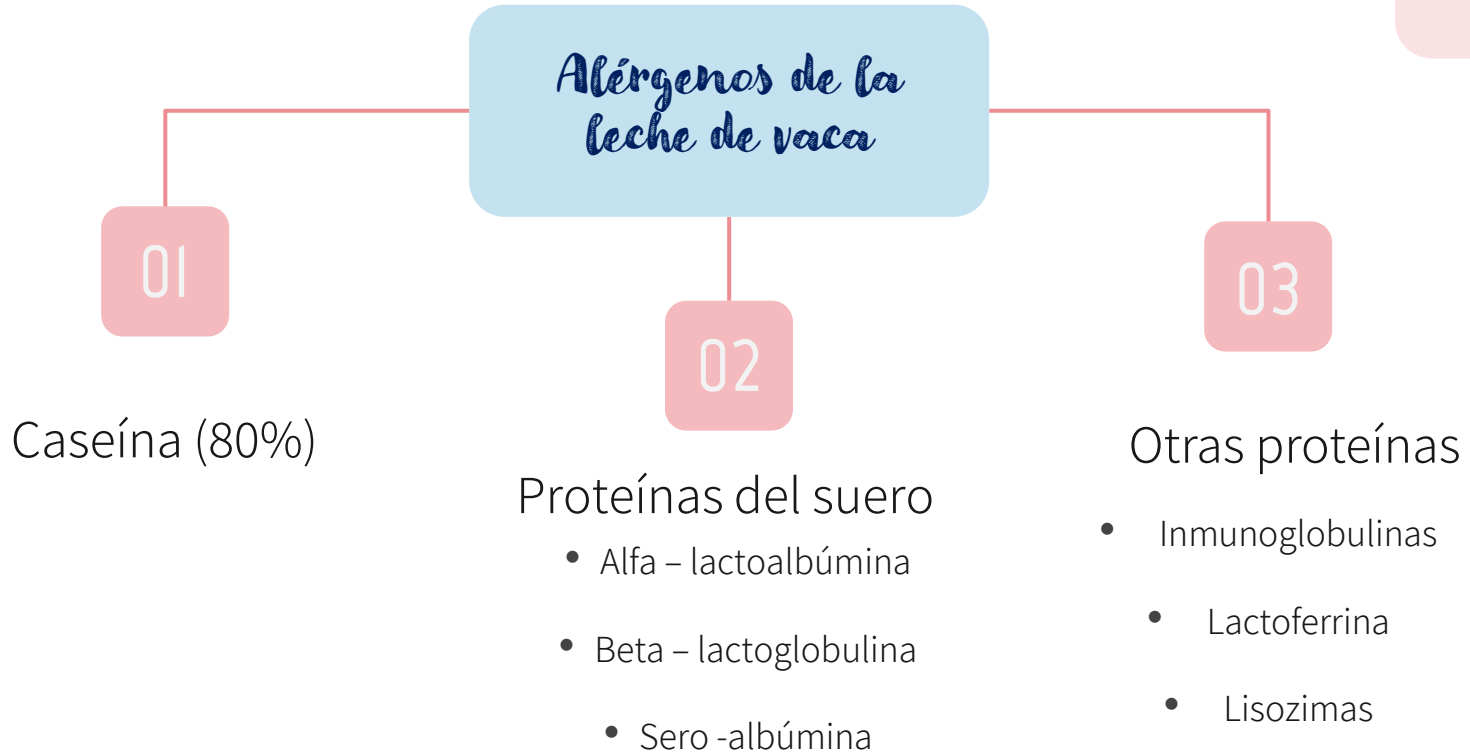 Alérgenos de la
leche de vaca
01
Caseína (80%)
02
Proteínas del suero
• Alfa – lactoalbúmina
• Beta – lactoglobulina
• Sero -albúmina
03
Otras proteínas
• Inmunoglobulinas
• Lactoferrina
• Lisozimas